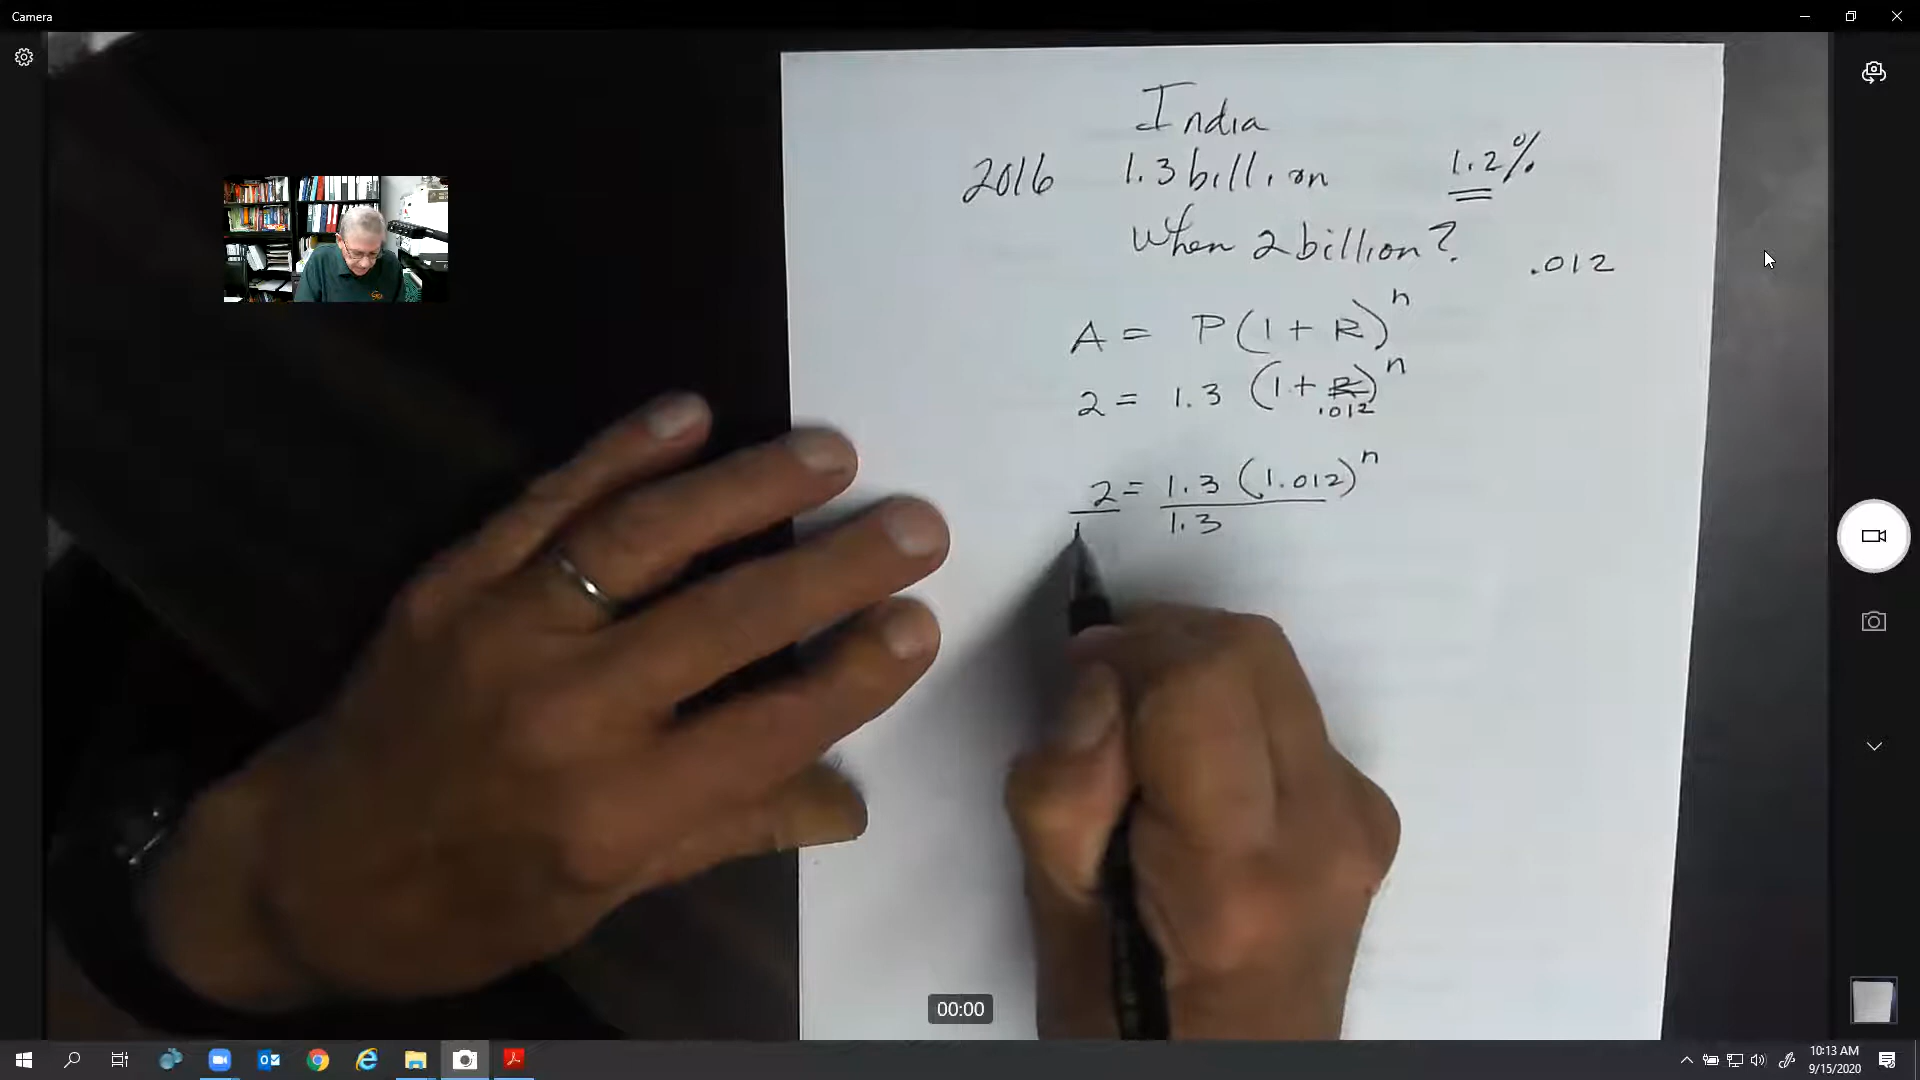 Camera
India
2016 1.3 billion 1.2%
When 2 billion? .012
A = P(1 + R)^n
2 = 1.3 (1 + R)^n
.012
2 = 1.3 (1.012)^n
1 1.3
00:00
10:13 AM
9/15/2020